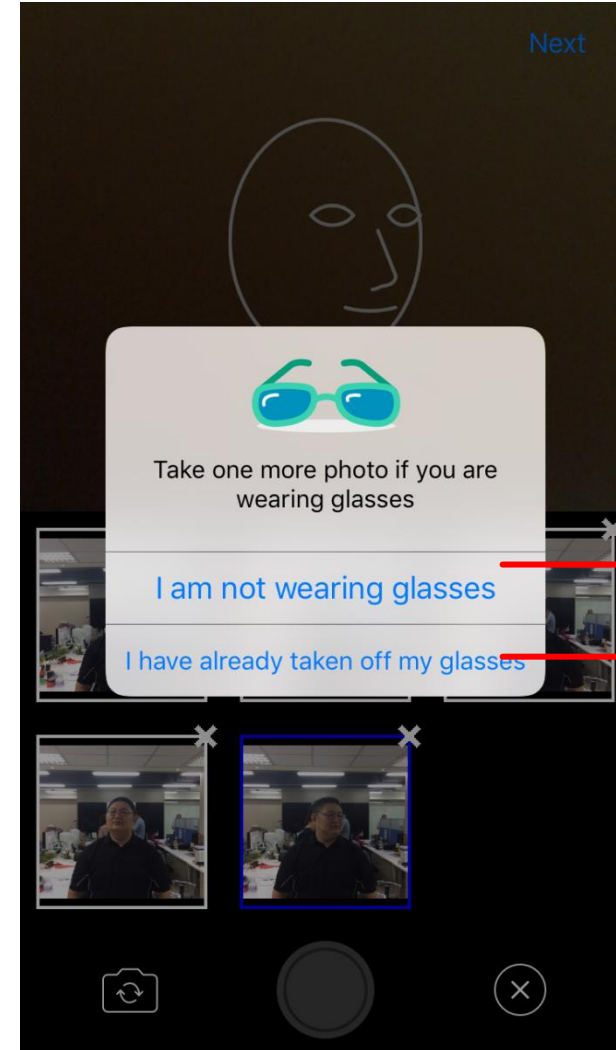 Next
Take one more photo if you are
wearing glasses
I am not wearing glasses
I have already taken off my glasses